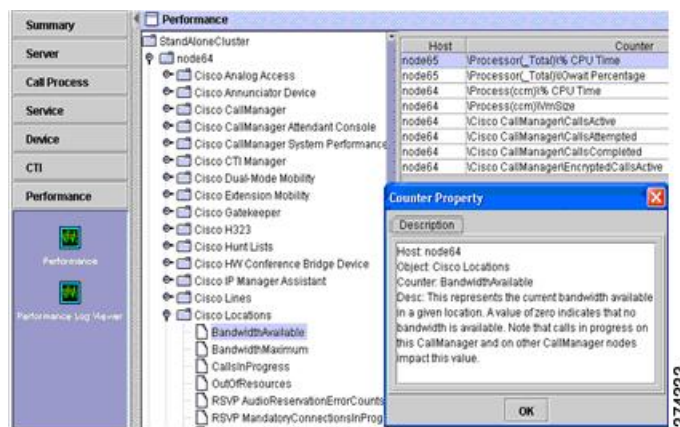 Summary
Server
Call Process
Service
Device
CTI
Performance
Performance
Performance Log Viewer
Performance
StandAloneCluster
node64
Cisco Analog Access
Cisco Annunciator Device
Cisco CallManager
Cisco CallManager Attendant Console
Cisco CallManager System Performance
Cisco CTI Manager
Cisco Dual-Mode Mobility
Cisco Extension Mobility
Cisco Gatekeeper
Cisco H323
Cisco Hunt Lists
Cisco HW Conference Bridge Device
Cisco IP Manager Assistant
Cisco Lines
Cisco Locations
BandwidthAvailable
BandwidthMaximum
CallsInProgress
OutOfResources
RSVP AudioReservationErrorCounts
RSVP MandatoryConnectionsInProg
Host Counter
node65 \Processor(_Total)\% CPU Time
node65 \Processor(_Total)\IOwait Percentage
node64 \Process(ccm)\% CPU Time
node64 \Process(ccm)\VmSize
node64 \Cisco CallManager\CallsActive
node64 \Cisco CallManager\CallsAttempted
node64 \Cisco CallManager\CallsCompleted
node64 \Cisco CallManager\EncryptedCallsActive
Counter Property
Description
Host: node64
Object: Cisco Locations
Counter: BandwidthAvailable
Desc: This represents the current bandwidth available
in a given location. A value of zero indicates that no
bandwidth is available. Note that calls in progress on
this CallManager and on other CallManager nodes
impact this value.
OK